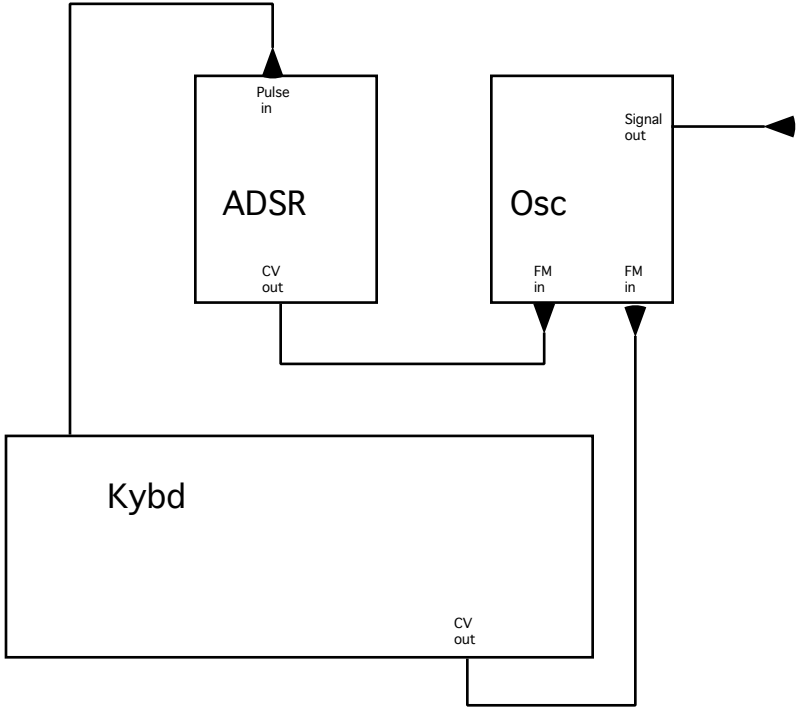 Pulse
in
Signal
out
ADSR
Osc
CV
out
FM
in
FM
in
Kybd
CV
out